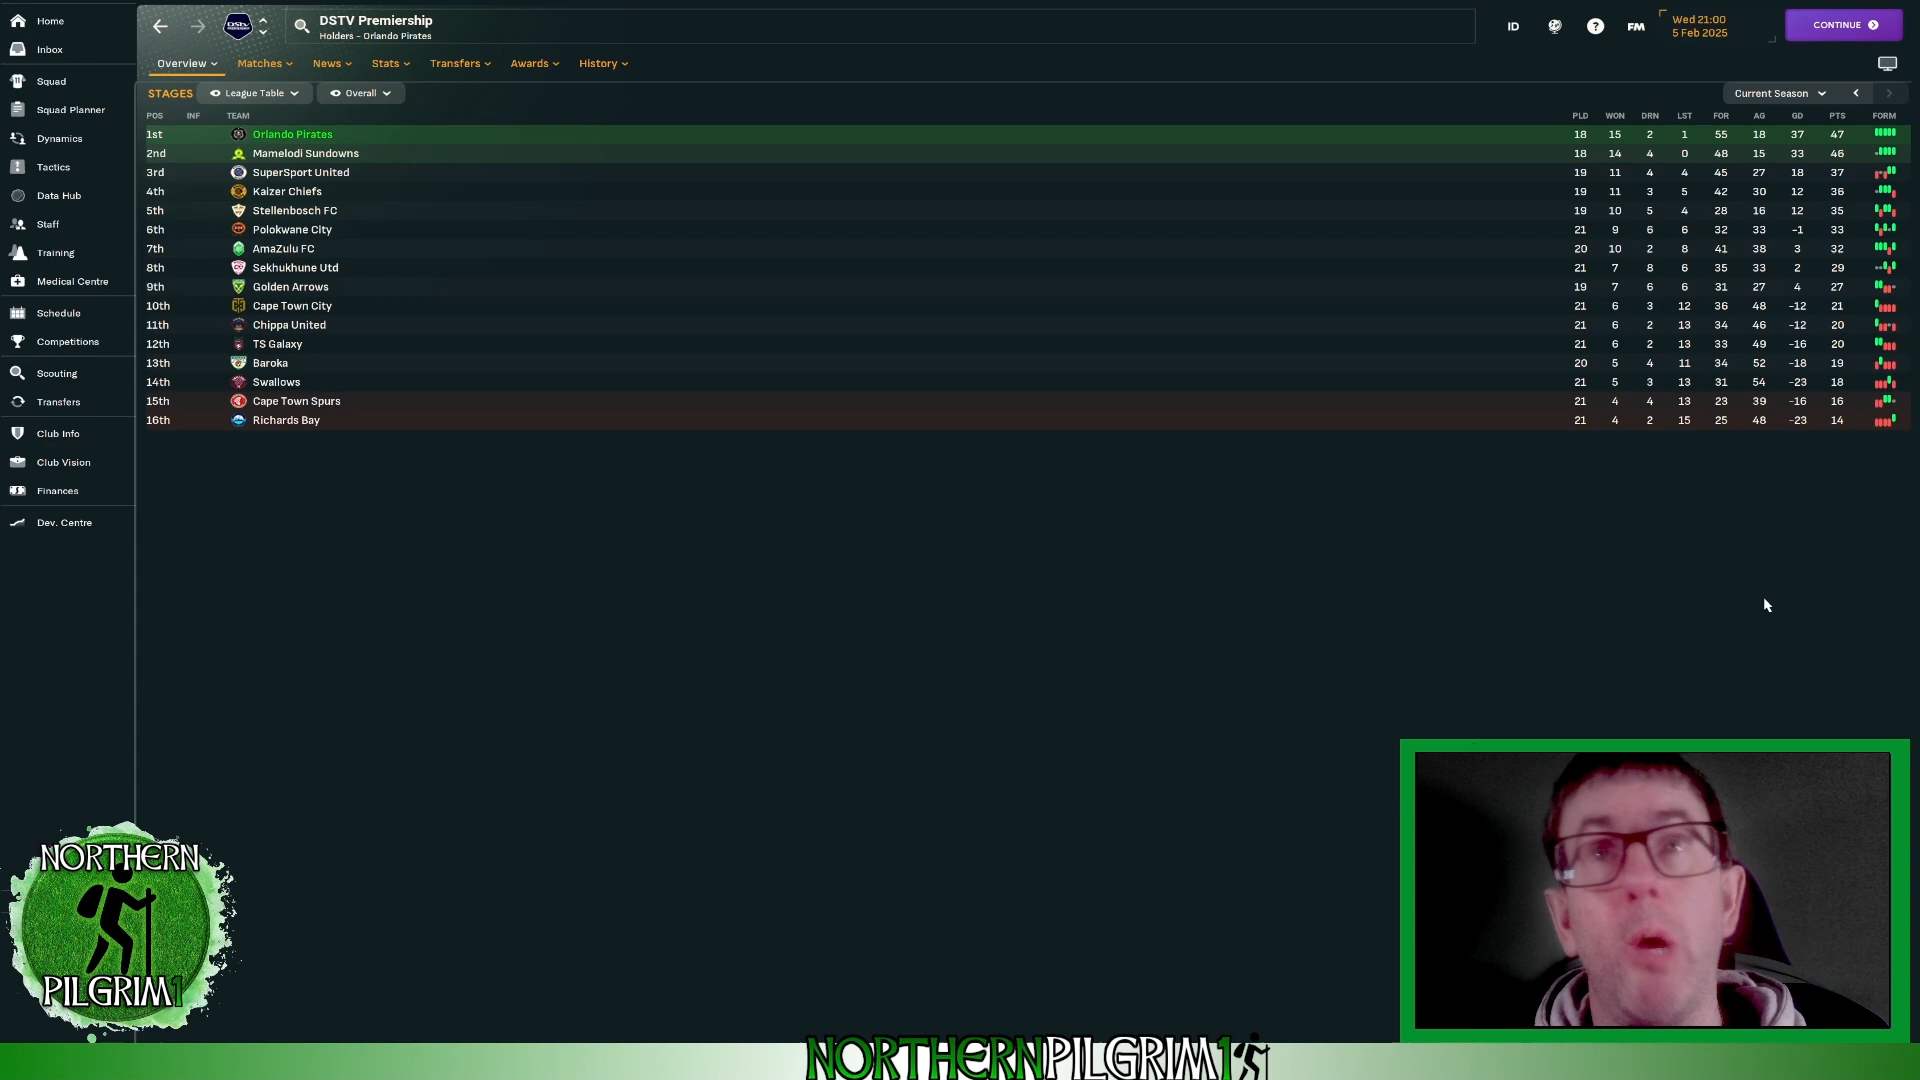 Home
Inbox
Squad
Squad Planner
Dynamics
Tactics
Data Hub
Staff
Training
Medical Centre
Schedule
Competitions
Scouting
Transfers
Club Info
Club Vision
Finances
Dev. Centre
DSTV Premiership
Holders - Orlando Pirates
ID
FM
Wed 21:00
5 Feb 2025
CONTINUE
Overview Matches News Stats Transfers Awards History
STAGES League Table Overall Current Season
POS INF TEAM PLD WON DRN LST FOR AG GD PTS FORM
1st Orlando Pirates 18 15 2 1 55 18 37 47
2nd Mamelodi Sundowns 18 14 4 0 48 15 33 46
3rd SuperSport United 19 11 4 4 45 27 18 37
4th Kaizer Chiefs 19 11 3 5 42 30 12 36
5th Stellenbosch FC 19 10 5 4 28 16 12 35
6th Polokwane City 21 9 6 6 32 33 -1 33
7th AmaZulu FC 20 10 2 8 41 38 3 32
8th Sekhukhune Utd 21 7 8 6 35 33 2 29
9th Golden Arrows 19 7 6 6 31 27 4 27
10th Cape Town City 21 6 3 12 36 48 -12 21
11th Chippa United 21 6 2 13 34 46 -12 20
12th TS Galaxy 21 6 2 13 33 49 -16 20
13th Baroka 20 5 4 11 34 52 -18 19
14th Swallows 21 5 3 13 31 54 -23 18
15th Cape Town Spurs 21 4 4 13 23 39 -16 16
16th Richards Bay 21 4 2 15 25 48 -23 14
NORTHERN
PILGRIM1
NORTHERNPILGRIM1